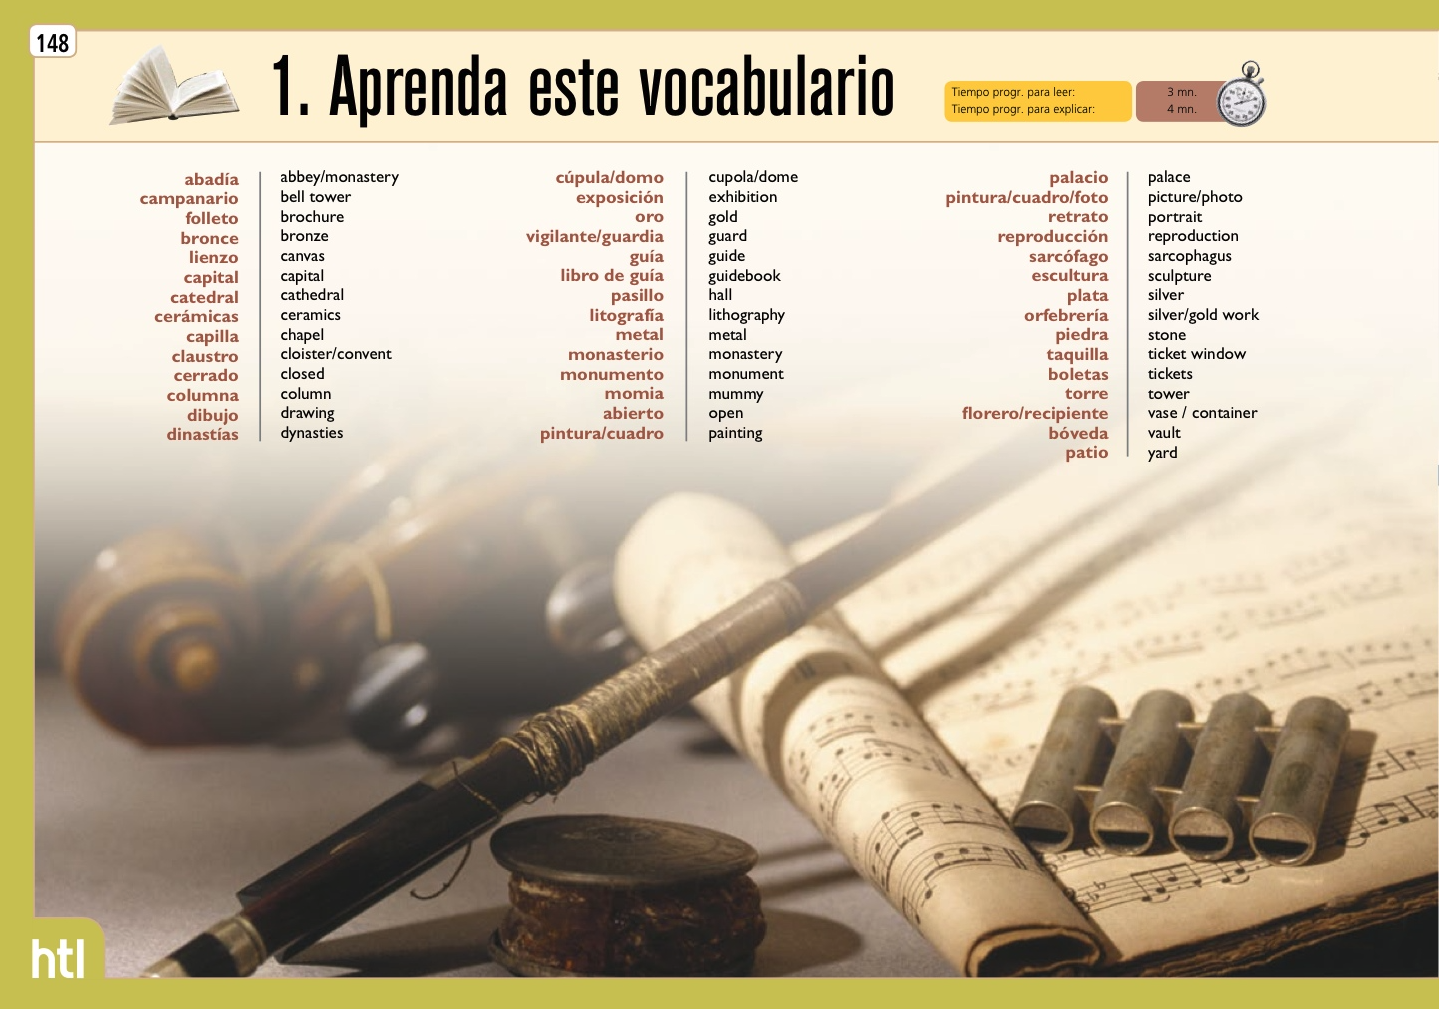 148
1. Aprenda este vocabulario
Tiempo progr. para leer: 3 mn.
Tiempo progr. para explicar: 4 mn.
abadía abbey/monastery
campanario bell tower
folleto brochure
bronce bronze
lienzo canvas
capital capital
catedral cathedral
cerámicas ceramics
capilla chapel
claustro cloister/convent
cerrado closed
columna column
dibujo drawing
dinastías dynasties
cúpula/domo cupola/dome
exposición exhibition
oro gold
vigilante/guardia guard
guía guide
libro de guía guidebook
pasillo hall
litografía lithography
metal metal
monasterio monastery
monumento monument
momia mummy
abierto open
pintura/cuadro painting
palacio palace
pintura/cuadro/foto picture/photo
retrato portrait
reproducción reproduction
sarcófago sarcophagus
escultura sculpture
plata silver
orfebrería silver/gold work
piedra stone
taquilla ticket window
boletas tickets
torre tower
florero/recipiente vase / container
bóveda vault
patio yard
htl